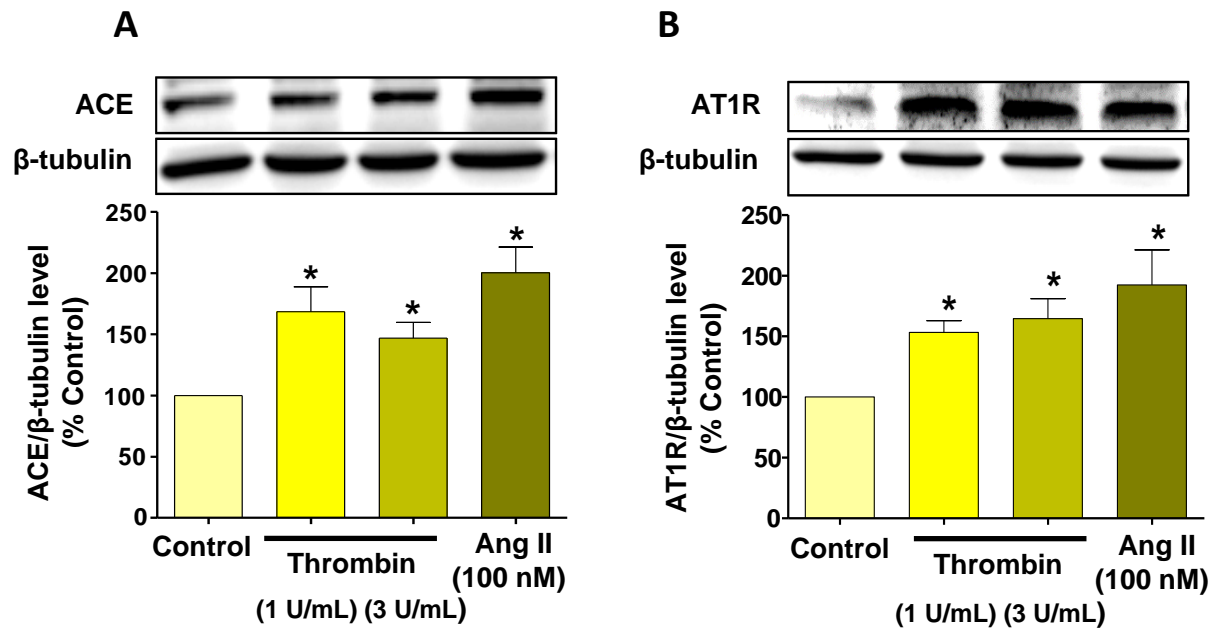 A
ACE
β-tubulin
ACE/β-tubulin level
(% Control)
250
200
150
100
50
0
*
*
*
Control
Thrombin
(1 U/mL) (3 U/mL)
Ang II
(100 nM)
B
AT1R
β-tubulin
AT1R/β-tubulin level
(% Control)
250
200
150
100
50
0
*
*
*
Control
Thrombin
(1 U/mL) (3 U/mL)
Ang II
(100 nM)